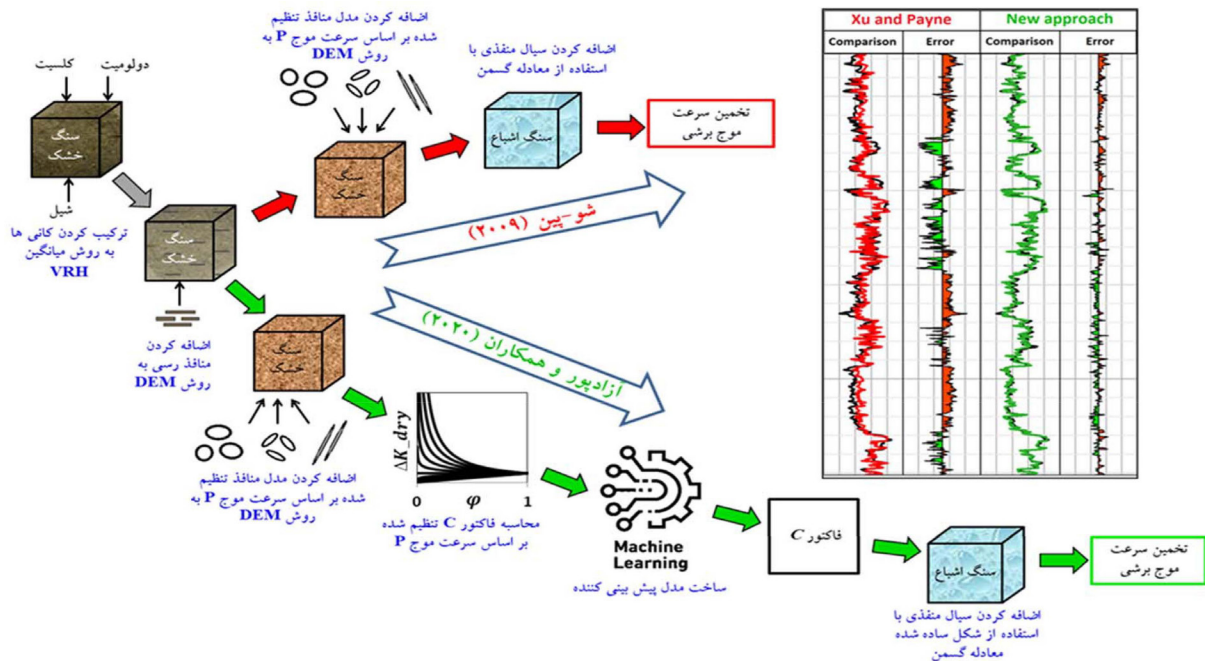 اضافه کردن مدل منافذ تنظیم
شده بر اساس سرعت موج P به
روش DEM
اضافه کردن سیال منفذی با
استفاده از معادله گسمن
کلسیت
دولومیت
سنگ
خشک
شیل
ترکیب کردن کانی ها
به روش میانگین
VRH
سنگ
خشک
سنگ اشباع
تخمین سرعت
موج برشی
سنگ
خشک
اضافه کردن
منافذ رسی به
روش DEM
شو-پین (۲۰۰۹)
آزادپور و همکاران (۲۰۲۰)
سنگ
خشک
اضافه کردن مدل منافذ تنظیم
شده بر اساس سرعت موج P به
روش DEM
ΔK_dry
0 φ 1
محاسبه فاکتور C تنظیم شده
بر اساس سرعت موج P
Machine
Learning
ساخت مدل پیش بینی کننده
فاکتور C
سنگ اشباع
اضافه کردن سیال منفذی با
استفاده از شکل ساده شده
معادله گسمن
تخمین سرعت
موج برشی
Xu and Payne New approach
Comparison Error Comparison Error